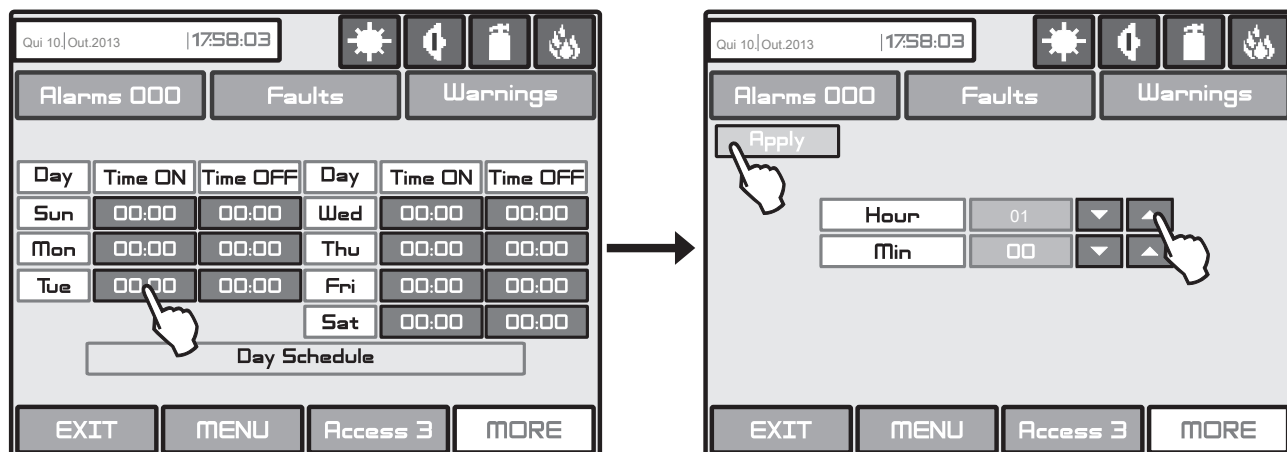 Qui 10. Out.2013 17:58:03
Alarms 000 Faults Warnings
Day Time ON Time OFF Day Time ON Time OFF
Sun 00:00 00:00 Wed 00:00 00:00
Mon 00:00 00:00 Thu 00:00 00:00
Tue 00:00 00:00 Fri 00:00 00:00
Sat 00:00 00:00
Day Schedule
EXIT MENU Access 3 MORE
Qui 10. Out.2013 17:58:03
Alarms 000 Faults Warnings
Apply
Hour 01
Min 00
EXIT MENU Access 3 MORE